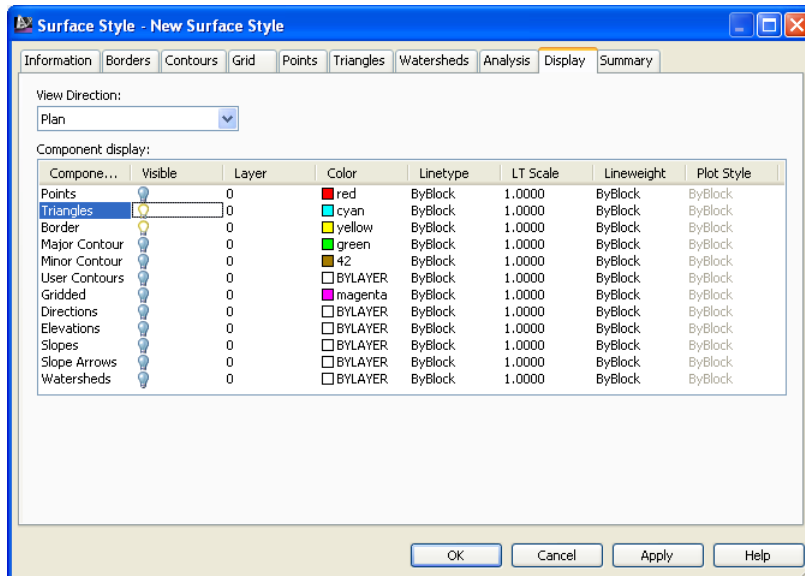 Surface Style - New Surface Style
Information Borders Contours Grid Points Triangles Watersheds Analysis Display Summary
View Direction:
Plan
Component display:
Compone... Visible Layer Color Linetype LT Scale Lineweight Plot Style
Points 0 red ByBlock 1.0000 ByBlock ByBlock
Triangles 0 cyan ByBlock 1.0000 ByBlock ByBlock
Border 0 yellow ByBlock 1.0000 ByBlock ByBlock
Major Contour 0 green ByBlock 1.0000 ByBlock ByBlock
Minor Contour 0 42 ByBlock 1.0000 ByBlock ByBlock
User Contours 0 BYLAYER ByBlock 1.0000 ByBlock ByBlock
Gridded 0 magenta ByBlock 1.0000 ByBlock ByBlock
Directions 0 BYLAYER ByBlock 1.0000 ByBlock ByBlock
Elevations 0 BYLAYER ByBlock 1.0000 ByBlock ByBlock
Slopes 0 BYLAYER ByBlock 1.0000 ByBlock ByBlock
Slope Arrows 0 BYLAYER ByBlock 1.0000 ByBlock ByBlock
Watersheds 0 BYLAYER ByBlock 1.0000 ByBlock ByBlock
OK Cancel Apply Help